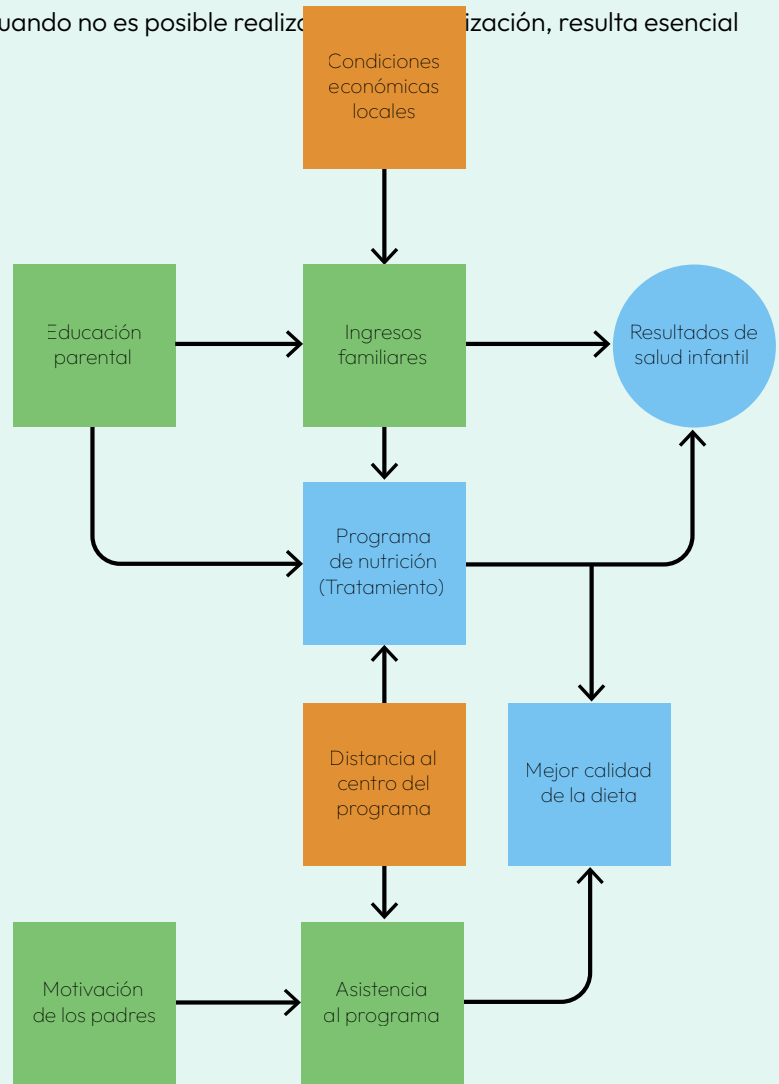 uando no es posible realiz ización, resulta esencial
Condiciones
económicas
locales
Educación
parental
Ingresos
familiares
Resultados de
salud infantil
Programa
de nutrición
(Tratamiento)
Distancia al
centro del
programa
Mejor calidad
de la dieta
Motivación
de los padres
Asistencia
al programa